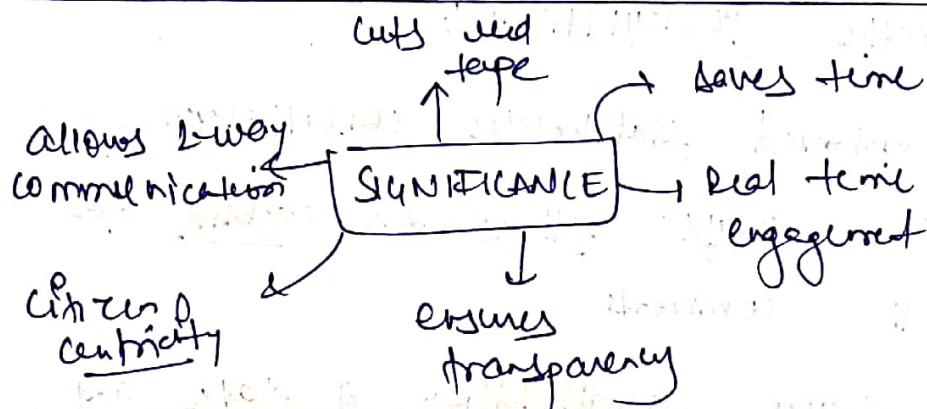 cuts red
tape
saves time
allows 2-way
communication
SIGNIFICANCE
Real time
engagement
citizen
centricity
ensures
transparency